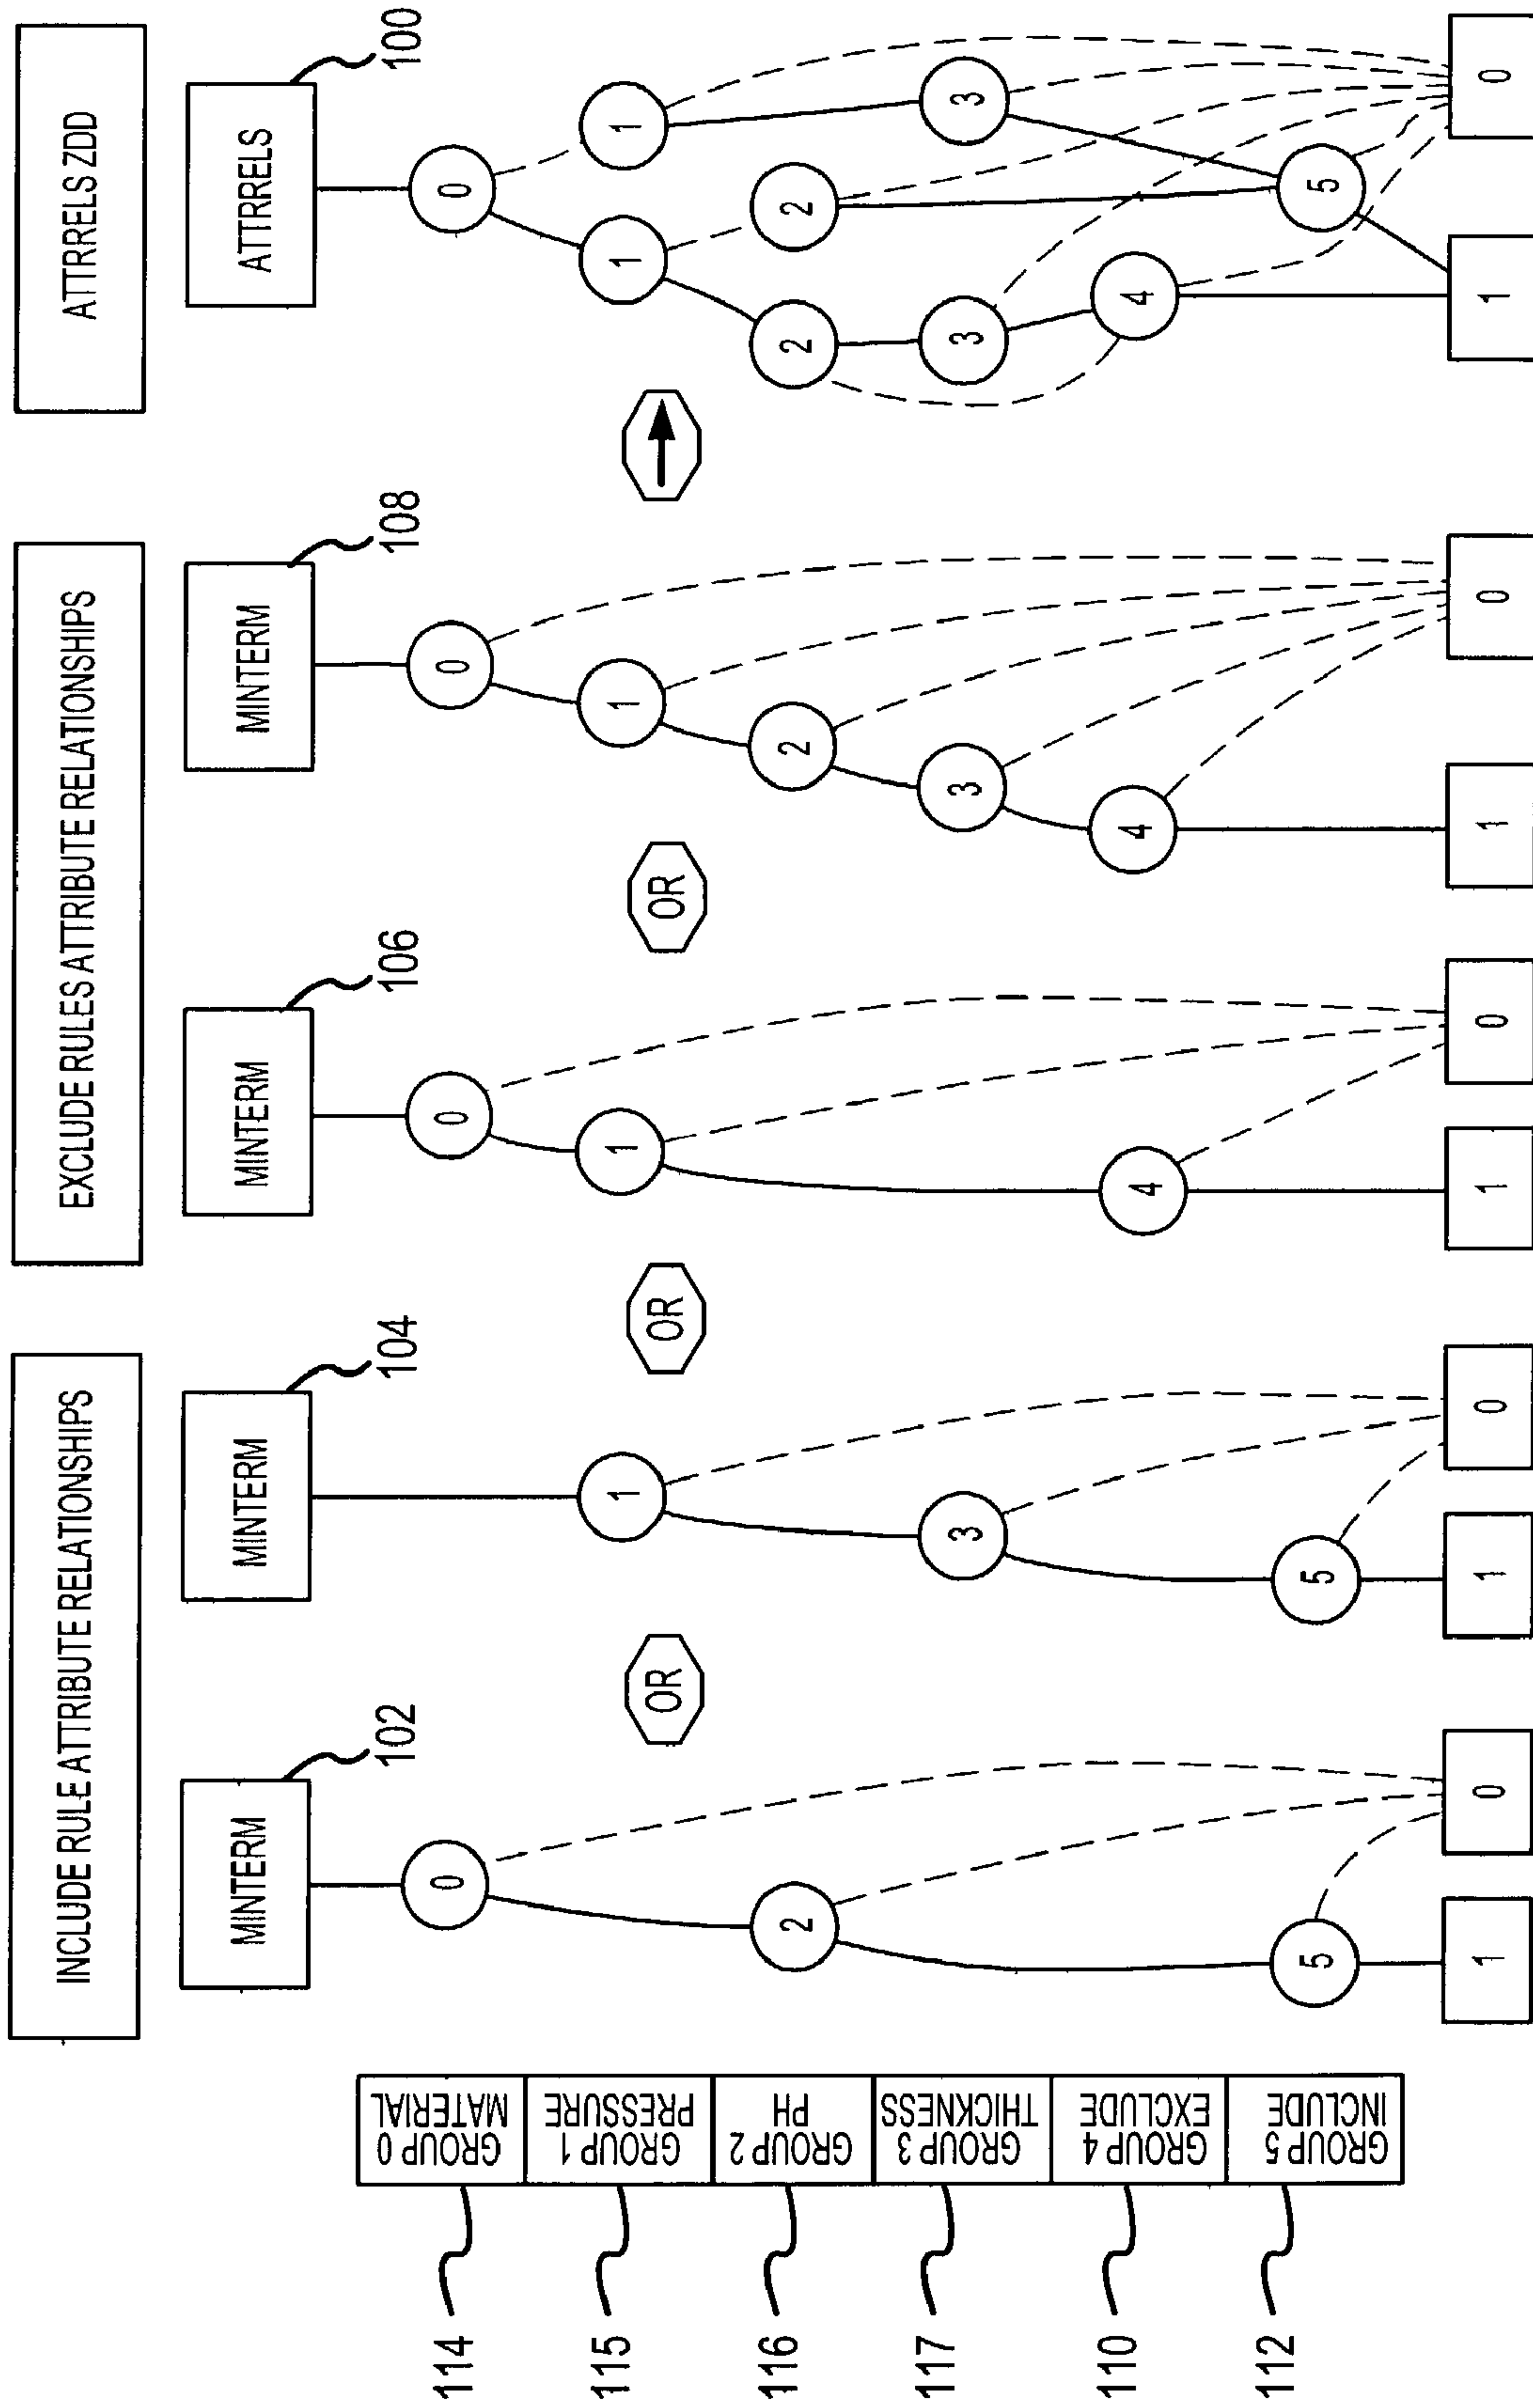 INCLUDE RULE ATTRIBUTE RELATIONSHIPS
EXCLUDE RULES ATTRIBUTE RELATIONSHIPS
ATTRRELS ZDD
MINTERM
102
MINTERM
104
MINTERM
106
MINTERM
108
ATTRRELS
100
114
GROUP 0
MATERIAL
115
GROUP 1
PRESSURE
116
GROUP 2
PH
117
GROUP 3
THICKNESS
110
GROUP 4
EXCLUDE
112
GROUP 5
INCLUDE
0
2
5
1
0
OR
1
3
5
1
0
OR
0
1
4
1
0
OR
0
1
2
3
4
1
0
0
1
1
2
2
3
3
4
5
1
0